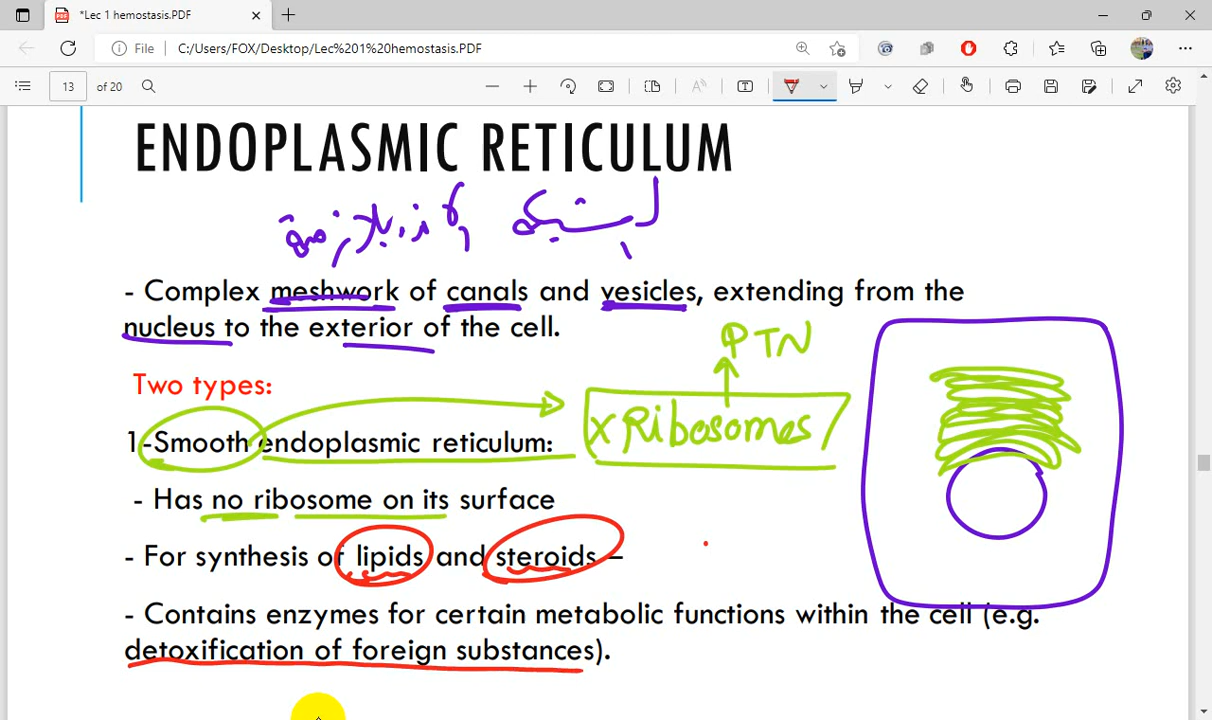 *Lec 1 hemostasis.PDF
File
C:/Users/FOX/Desktop/Lec%201%20hemostasis.PDF
13 of 20
ENDOPLASMIC RETICULUM
- Complex meshwork of canals and vesicles, extending from the
nucleus to the exterior of the cell.
PTN
Two types:
x Ribosomes
1-Smooth endoplasmic reticulum:
- Has no ribosome on its surface
- For synthesis of lipids and steroids –
- Contains enzymes for certain metabolic functions within the cell (e.g.
detoxification of foreign substances).